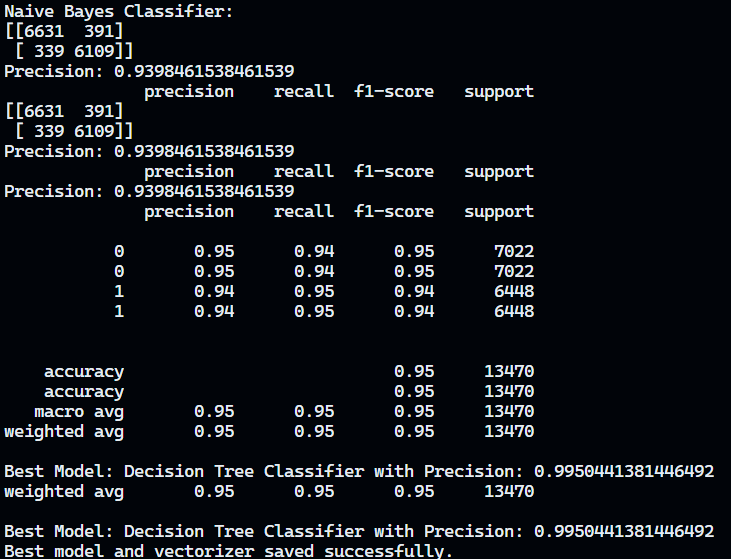 Naive Bayes Classifier:
[[6631  391]
 [ 339 6109]]
Precision: 0.9398461538461539
              precision    recall  f1-score   support
[[6631  391]
 [ 339 6109]]
Precision: 0.9398461538461539
              precision    recall  f1-score   support
Precision: 0.9398461538461539
              precision    recall  f1-score   support
           0       0.95      0.94      0.95      7022
           0       0.95      0.94      0.95      7022
           1       0.94      0.95      0.94      6448
           1       0.94      0.95      0.94      6448
    accuracy                           0.95     13470
    accuracy                           0.95     13470
   macro avg       0.95      0.95      0.95     13470
weighted avg       0.95      0.95      0.95     13470
Best Model: Decision Tree Classifier with Precision: 0.9950441381446492
weighted avg       0.95      0.95      0.95     13470
Best Model: Decision Tree Classifier with Precision: 0.9950441381446492
Best model and vectorizer saved successfully.